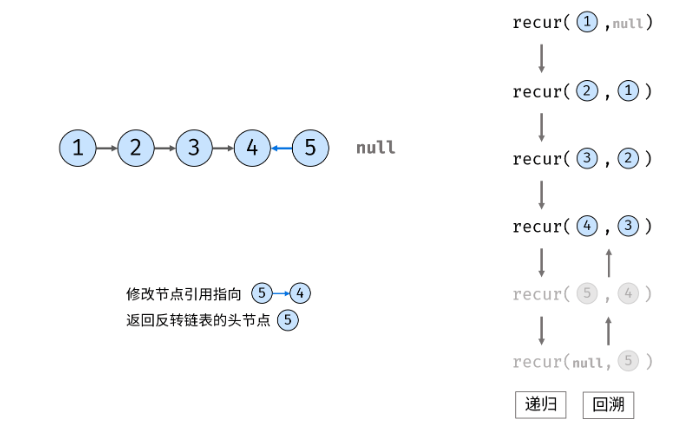 1 2 3 4 5 null
修改节点引用指向 5 4
返回反转链表的头节点 5
recur( 1 ,null)
recur( 2 , 1 )
recur( 3 , 2 )
recur( 4 , 3 )
recur( 5 , 4 )
recur(null, 5 )
递归 回溯